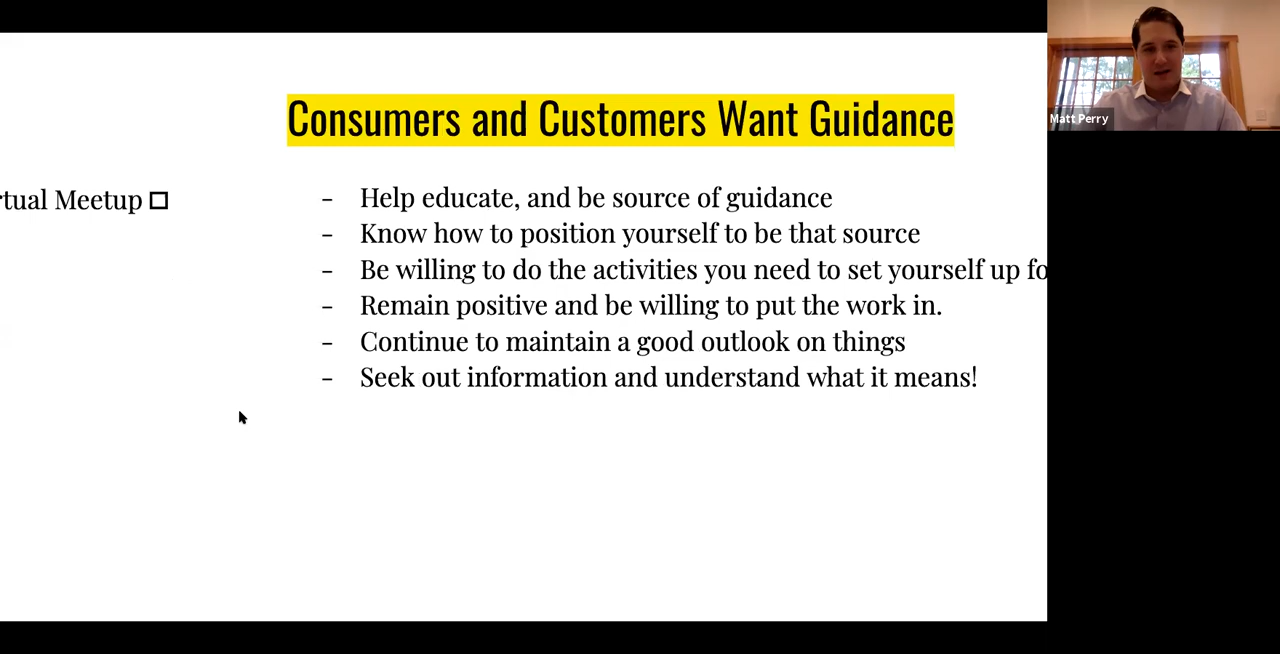 Consumers and Customers Want Guidance
rtual Meetup
- Help educate, and be source of guidance
- Know how to position yourself to be that source
- Be willing to do the activities you need to set yourself up fo
- Remain positive and be willing to put the work in.
- Continue to maintain a good outlook on things
- Seek out information and understand what it means!
Matt Perry